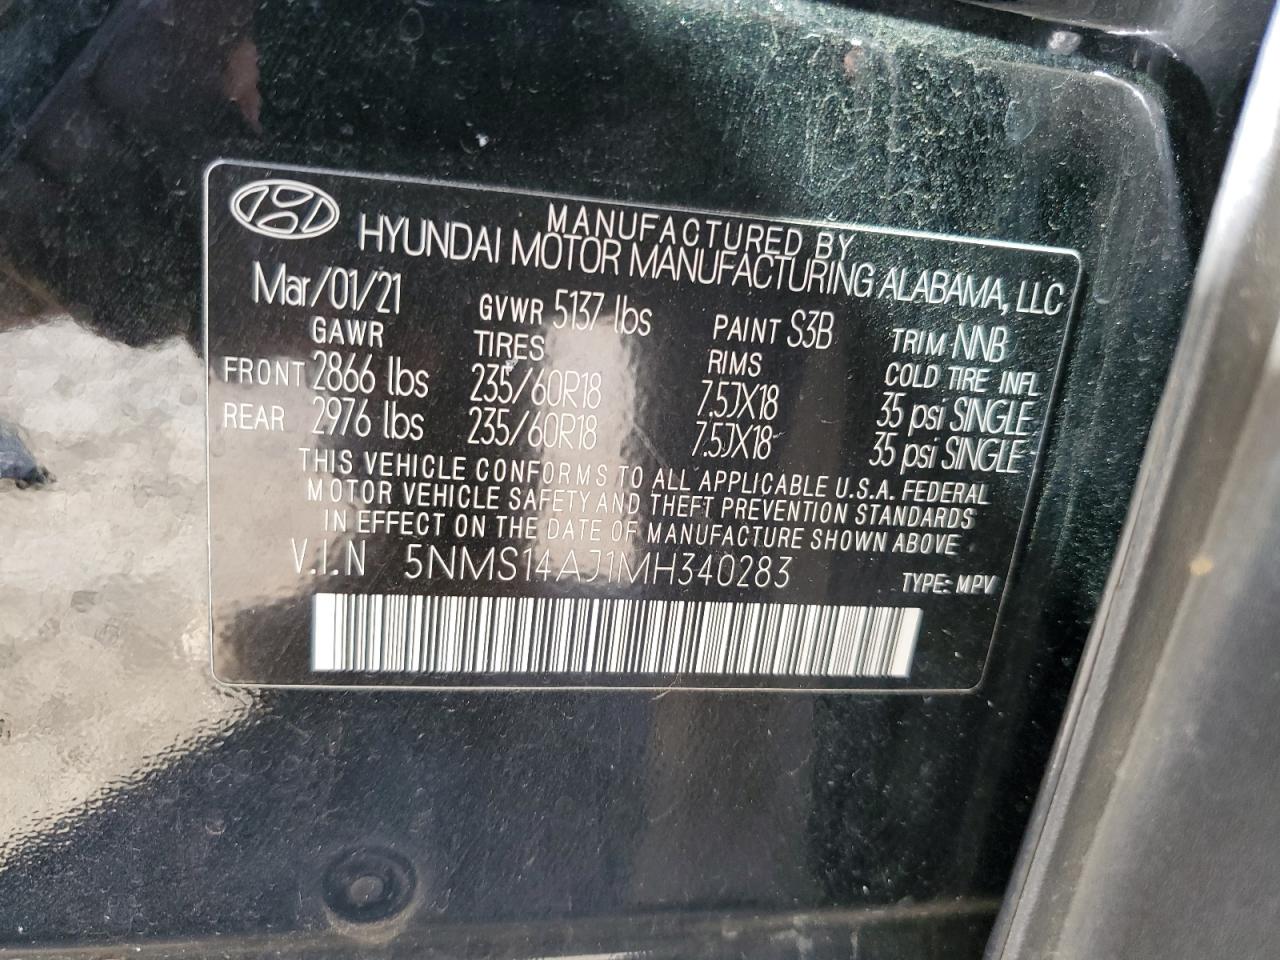 MANUFACTURED BY
HYUNDAI MOTOR MANUFACTURING ALABAMA, LLC
Mar/01/21 GVWR 5137 lbs PAINT S3B TRIM NNB
GAWR TIRES RIMS COLD TIRE INFL
FRONT 2866 lbs 235/60R18 7.5JX18 35 psi SINGLE
REAR 2976 lbs 235/60R18 7.5JX18 35 psi SINGLE
THIS VEHICLE CONFORMS TO ALL APPLICABLE U.S.A. FEDERAL
MOTOR VEHICLE SAFETY AND THEFT PREVENTION STANDARDS
IN EFFECT ON THE DATE OF MANUFACTURE SHOWN ABOVE
V.I.N 5NMS14AJ1MH340283 TYPE: MPV